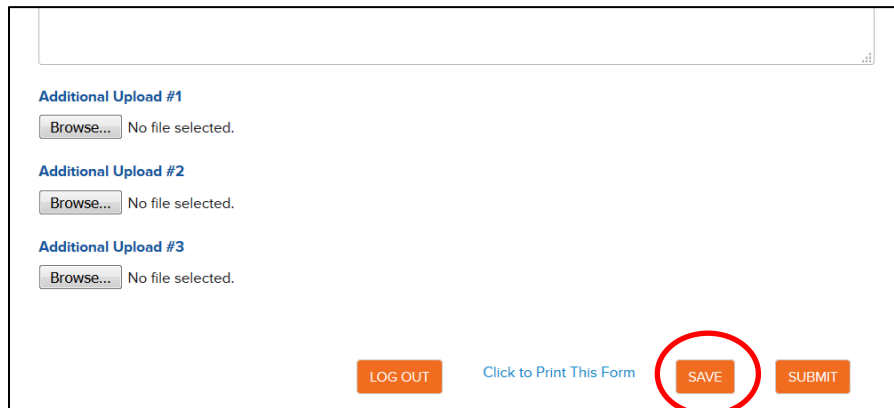 Additional Upload #1
Browse... No file selected.
Additional Upload #2
Browse... No file selected.
Additional Upload #3
Browse... No file selected.
LOG OUT Click to Print This Form SAVE SUBMIT